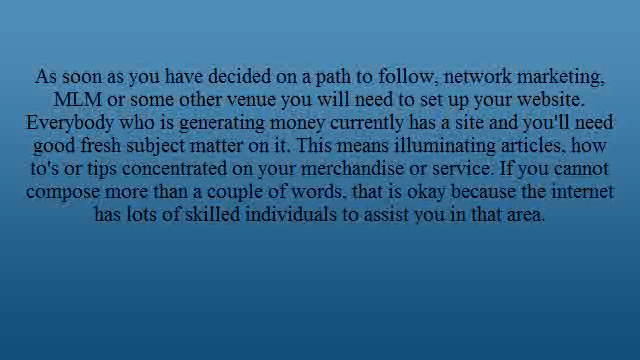 As soon as you have decided on a path to follow, network marketing,
MLM or some other venue you will need to set up your website.
Everybody who is generating money currently has a site and you'll need
good fresh subject matter on it. This means illuminating articles, how
to's or tips concentrated on your merchandise or service. If you cannot
compose more than a couple of words, that is okay because the internet
has lots of skilled individuals to assist you in that area.